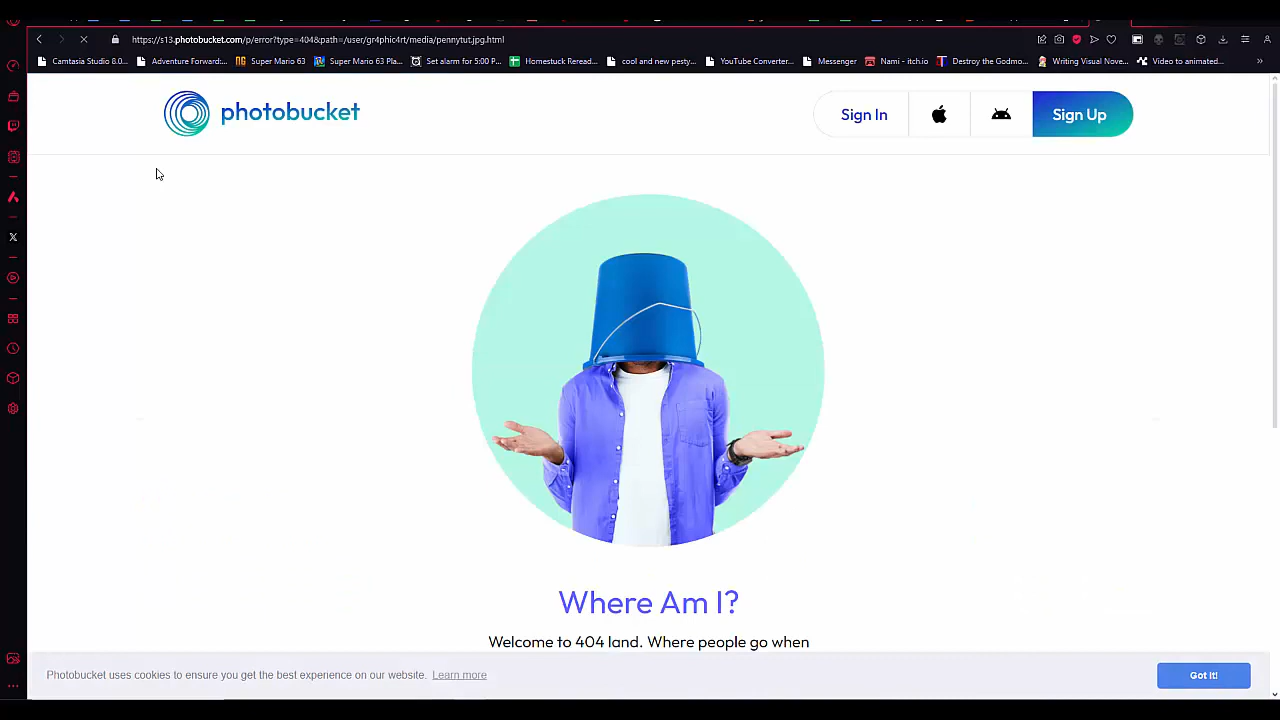 https://s13.photobucket.com/p/error?type=404&path=/user/gr4phic4rt/media/pennytut.jpg.html
Camtasia Studio 8.0...
Adventure Forward:...
Super Mario 63
Super Mario 63 Pla...
Set alarm for 5:00 P...
Homestuck Reread...
cool and new pesty...
YouTube Converter...
Messenger
Nami - itch.io
Destroy the Godmo...
Writing Visual Nove...
Video to animated...
photobucket
Sign In
Sign Up
Where Am I?
Welcome to 404 land. Where people go when
Photobucket uses cookies to ensure you get the best experience on our website. Learn more
Got It!